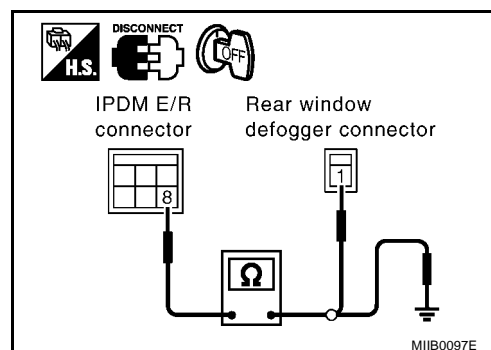 DISCONNECT
H.S.
OFF
IPDM E/R
connector
Rear window
defogger connector
8
1
Ω
MIIB0097E